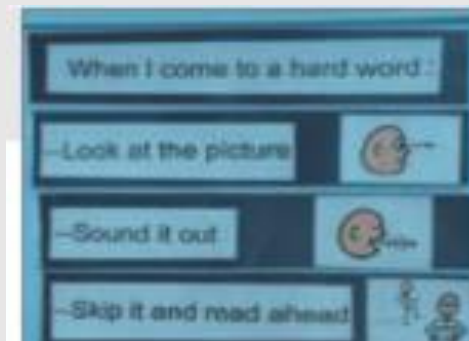 When I come to a hard word :
--Look at the picture
--Sound it out
--Skip it and read ahead